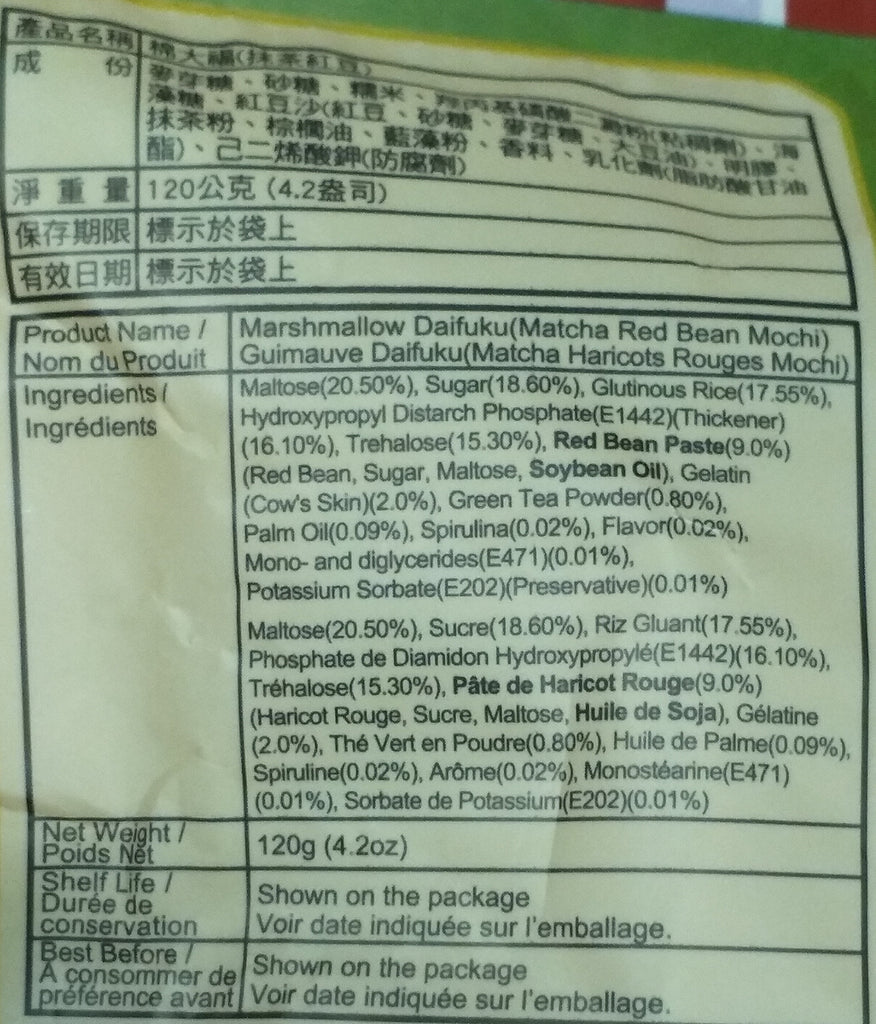 產品名稱 棉大福(抹茶紅豆)
成 份 麥芽糖、砂糖、糯米、羥丙基磷酸二澱粉(粘稠劑)、海
藻糖、紅豆沙(紅豆、砂糖、麥芽糖、大豆油)、明膠、
抹茶粉、棕櫚油、藍藻粉、香料、乳化劑(脂肪酸甘油
酯)、己二烯酸鉀(防腐劑)
淨 重 量 120公克 (4.2盎司)
保存期限 標示於袋上
有效日期 標示於袋上
Product Name / Marshmallow Daifuku(Matcha Red Bean Mochi)
Nom du Produit Guimauve Daifuku(Matcha Haricots Rouges Mochi)
Ingredients / Maltose(20.50%), Sugar(18.60%), Glutinous Rice(17.55%),
Ingrédients Hydroxypropyl Distarch Phosphate(E1442)(Thickener)
(16.10%), Trehalose(15.30%), Red Bean Paste(9.0%)
(Red Bean, Sugar, Maltose, Soybean Oil), Gelatin
(Cow's Skin)(2.0%), Green Tea Powder(0.80%),
Palm Oil(0.09%), Spirulina(0.02%), Flavor(0.02%),
Mono- and diglycerides(E471)(0.01%),
Potassium Sorbate(E202)(Preservative)(0.01%)
Maltose(20.50%), Sucre(18.60%), Riz Gluant(17.55%),
Phosphate de Diamidon Hydroxypropylé(E1442)(16.10%),
Tréhalose(15.30%), Pâte de Haricot Rouge(9.0%)
(Haricot Rouge, Sucre, Maltose, Huile de Soja), Gélatine
(2.0%), Thé Vert en Poudre(0.80%), Huile de Palme(0.09%),
Spiruline(0.02%), Arôme(0.02%), Monostéarine(E471)
(0.01%), Sorbate de Potassium(E202)(0.01%)
Net Weight /
Poids Net 120g (4.2oz)
Shelf Life / Shown on the package
Durée de
conservation Voir date indiquée sur l'emballage.
Best Before / Shown on the package
À consommer de
préférence avant Voir date indiquée sur l'emballage.